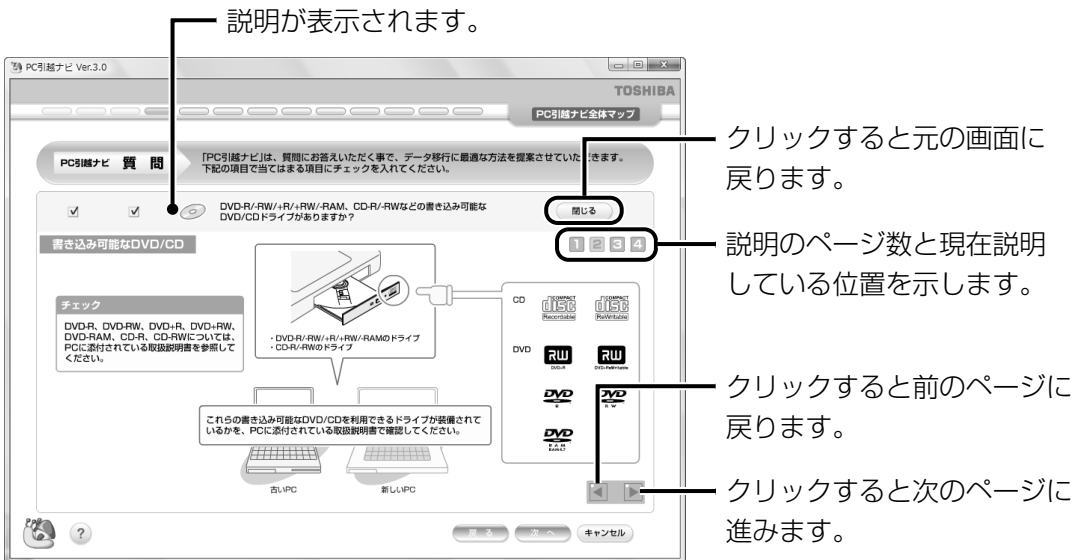 説明が表示されます。
PC引越ナビ Ver.3.0
TOSHIBA
PC引越ナビ全体マップ
クリックすると元の画面に
戻ります。
PC引越ナビ 質 問
「PC引越ナビ」は、質問にお答えいただく事で、データ移行に最適な方法を提案させていただきます。
下記の項目で当てはまる項目にチェックを入れてください。
DVD-R/-RW/+R/+RW/-RAM、CD-R/-RWなどの書き込み可能な
DVD/CDドライブがありますか？
閉じる
書き込み可能なDVD/CD
1 2 3 4
説明のページ数と現在説明
している位置を示します。
チェック
DVD-R、DVD-RW、DVD+R、DVD+RW、
DVD-RAM、CD-R、CD-RWについては、
PCに添付されている取扱説明書を参照して
ください。
・DVD-R/-RW/+R/+RW/-RAMのドライブ
・CD-R/-RWのドライブ
CD
COMPACT
disc
Recordable
COMPACT
disc
ReWritable
DVD
RW
DVD+R
RW
DVD+ReWritable
DVD
R
DVD
R W
DVD
R A M
RAM4.7
これらの書き込み可能なDVD/CDを利用できるドライブが装備されて
いるかを、PCに添付されている取扱説明書で確認してください。
古いPC
新しいPC
クリックすると前のページに
戻ります。
クリックすると次のページに
進みます。
?
戻 る
次 へ
キャンセル